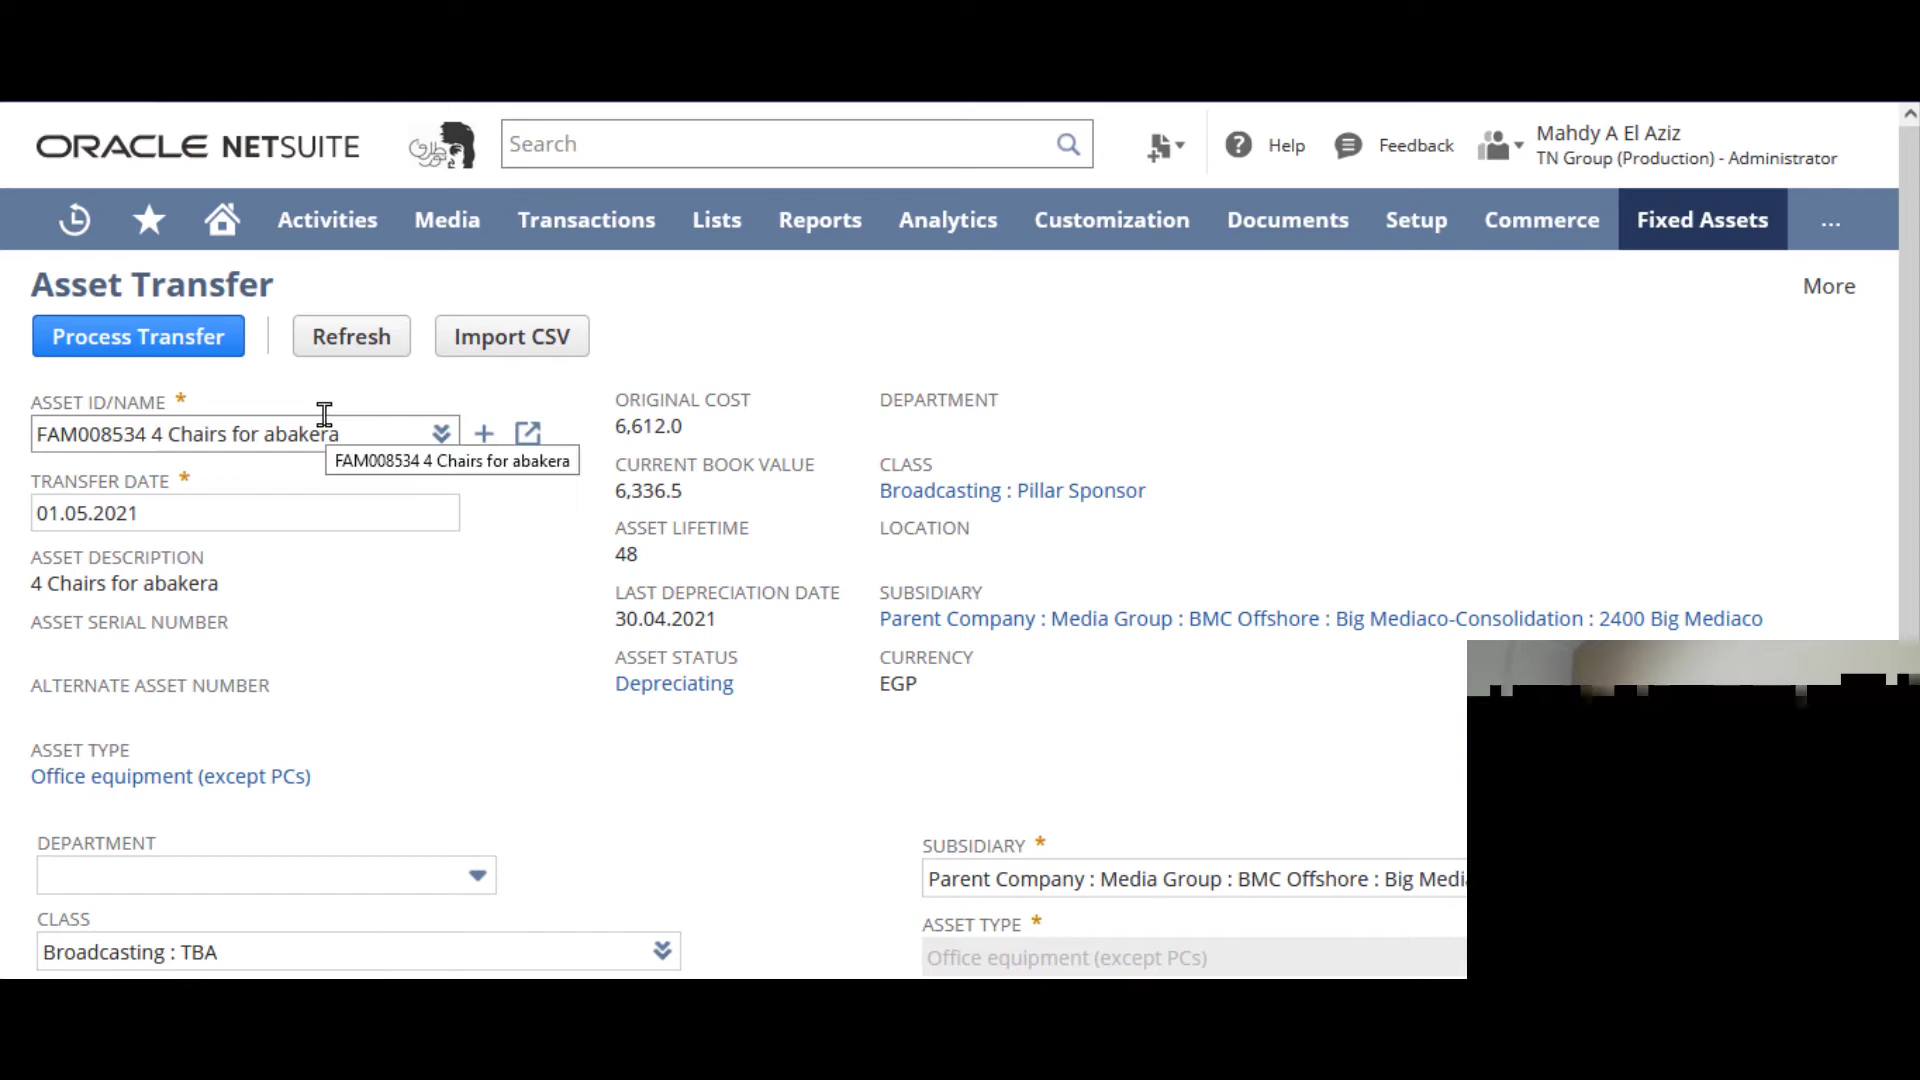 ORACLE NETSUITE
Search
Help
Feedback
Mahdy A El Aziz
TN Group (Production) - Administrator
Activities
Media
Transactions
Lists
Reports
Analytics
Customization
Documents
Setup
Commerce
Fixed Assets
...
Asset Transfer
More
Process Transfer
Refresh
Import CSV
ASSET ID/NAME *
FAM008534 4 Chairs for abakera
FAM008534 4 Chairs for abakera
TRANSFER DATE *
01.05.2021
ASSET DESCRIPTION
4 Chairs for abakera
ASSET SERIAL NUMBER
ALTERNATE ASSET NUMBER
ASSET TYPE
Office equipment (except PCs)
ORIGINAL COST
6,612.0
CURRENT BOOK VALUE
6,336.5
ASSET LIFETIME
48
LAST DEPRECIATION DATE
30.04.2021
ASSET STATUS
Depreciating
DEPARTMENT
CLASS
Broadcasting : Pillar Sponsor
LOCATION
SUBSIDIARY
Parent Company : Media Group : BMC Offshore : Big Mediaco-Consolidation : 2400 Big Mediaco
CURRENCY
EGP
DEPARTMENT
CLASS
Broadcasting : TBA
SUBSIDIARY *
Parent Company : Media Group : BMC Offshore : Big Medi
ASSET TYPE *
Office equipment (except PCs)